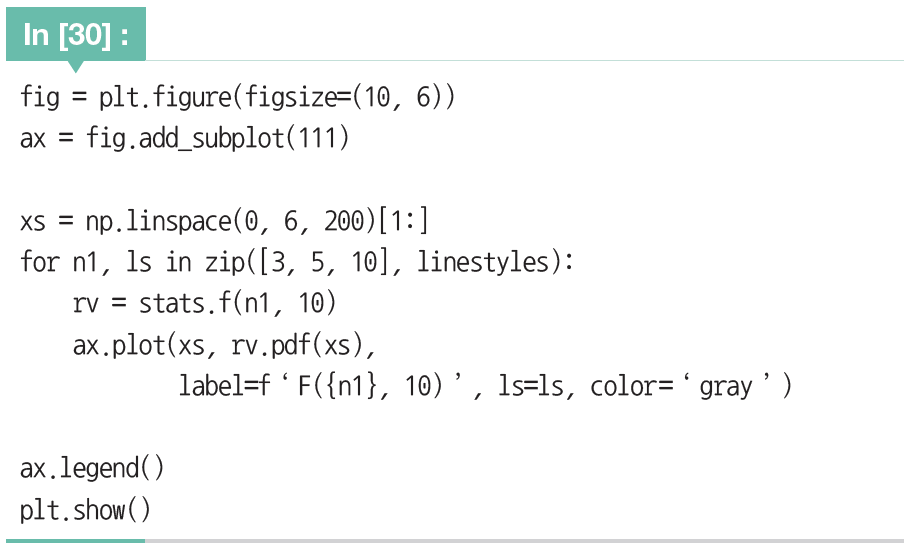 In [30] :
fig = plt.figure(figsize=(10, 6))
ax = fig.add_subplot(111)
xs = np.linspace(0, 6, 200)[1:]
for n1, ls in zip([3, 5, 10], linestyles):
    rv = stats.f(n1, 10)
    ax.plot(xs, rv.pdf(xs),
            label=f ‘ F({n1}, 10) ’ , ls=ls, color= ‘ gray ’ )
ax.legend()
plt.show()